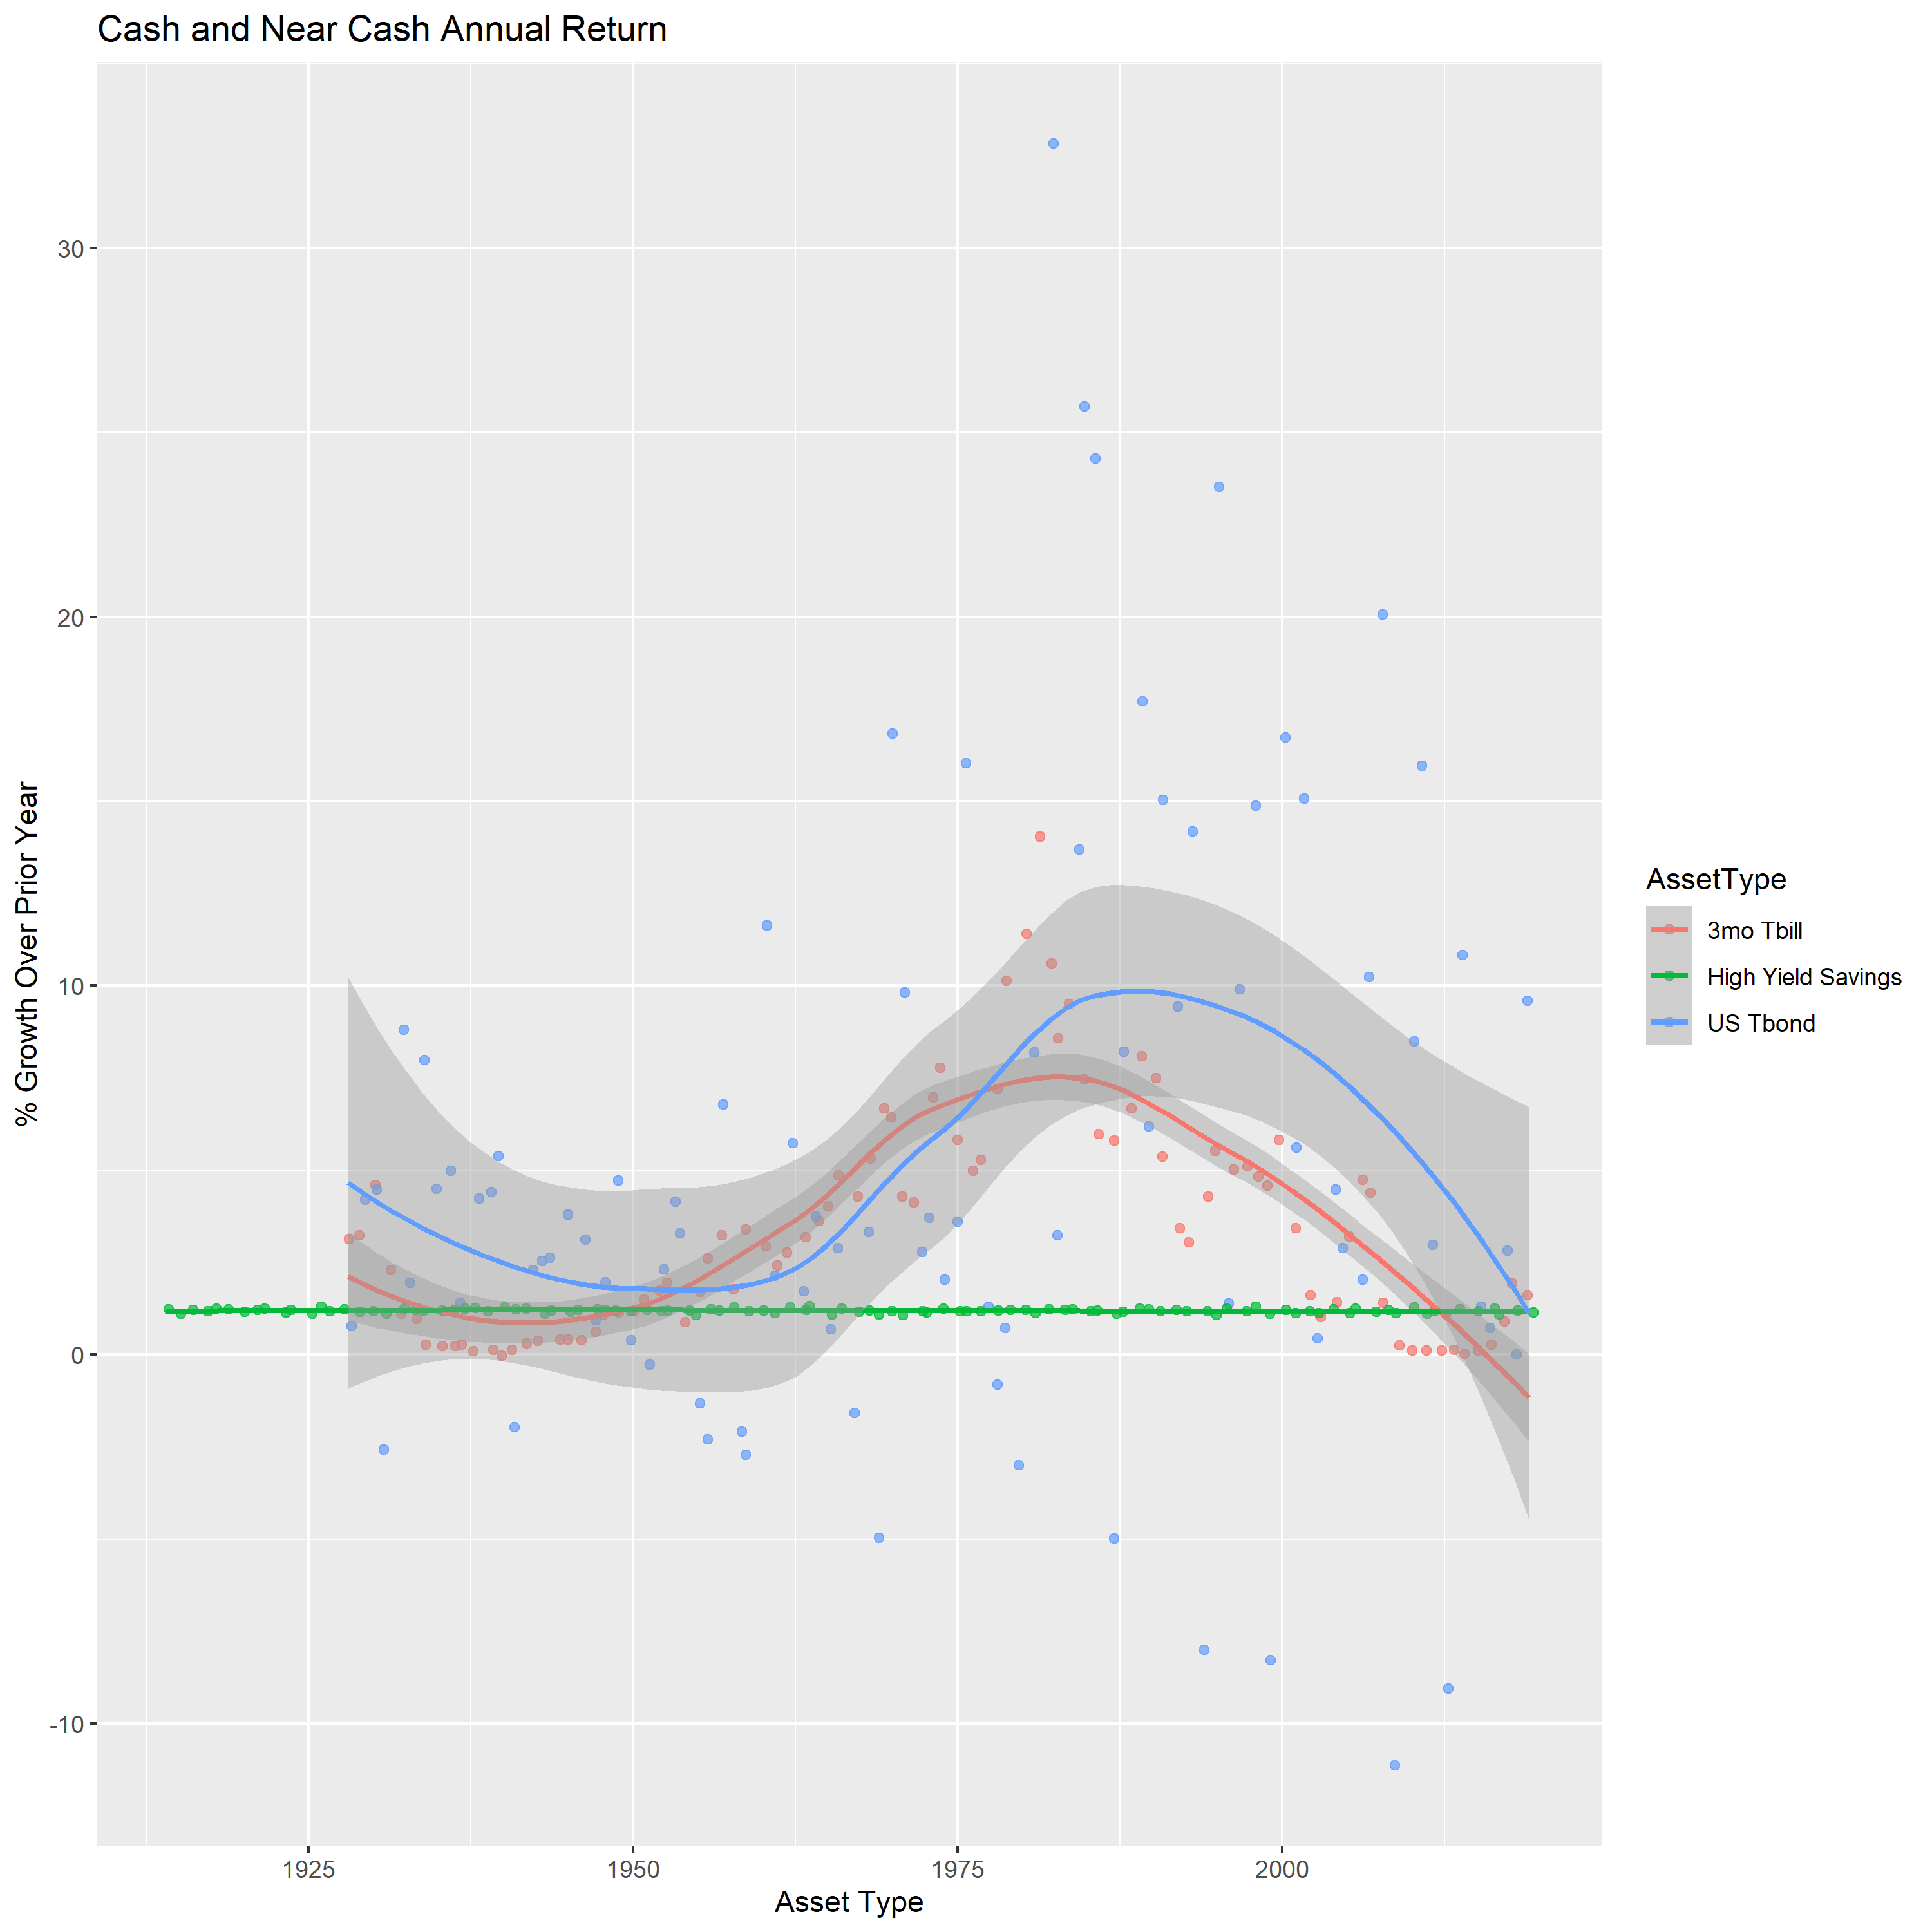 Cash and Near Cash Annual Return
% Growth Over Prior Year
30
20
10
0
-10
1925
1950
1975
2000
Asset Type
AssetType
3mo Tbill
High Yield Savings
US Tbond